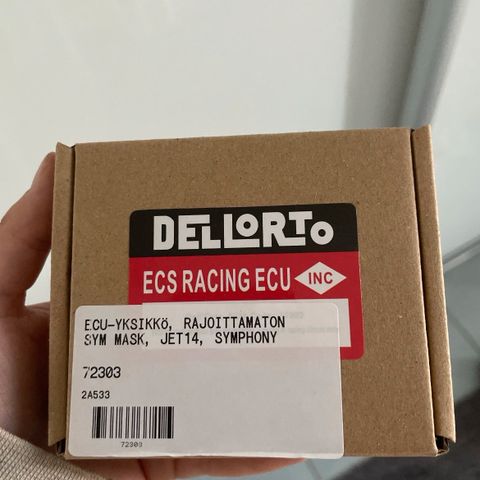 DELLORTO
ECS RACING ECU INC
ECU-YKSIKKÖ, RAJOITTAMATON
SYM MASK, JET14, SYMPHONY
72303
2A533
72303